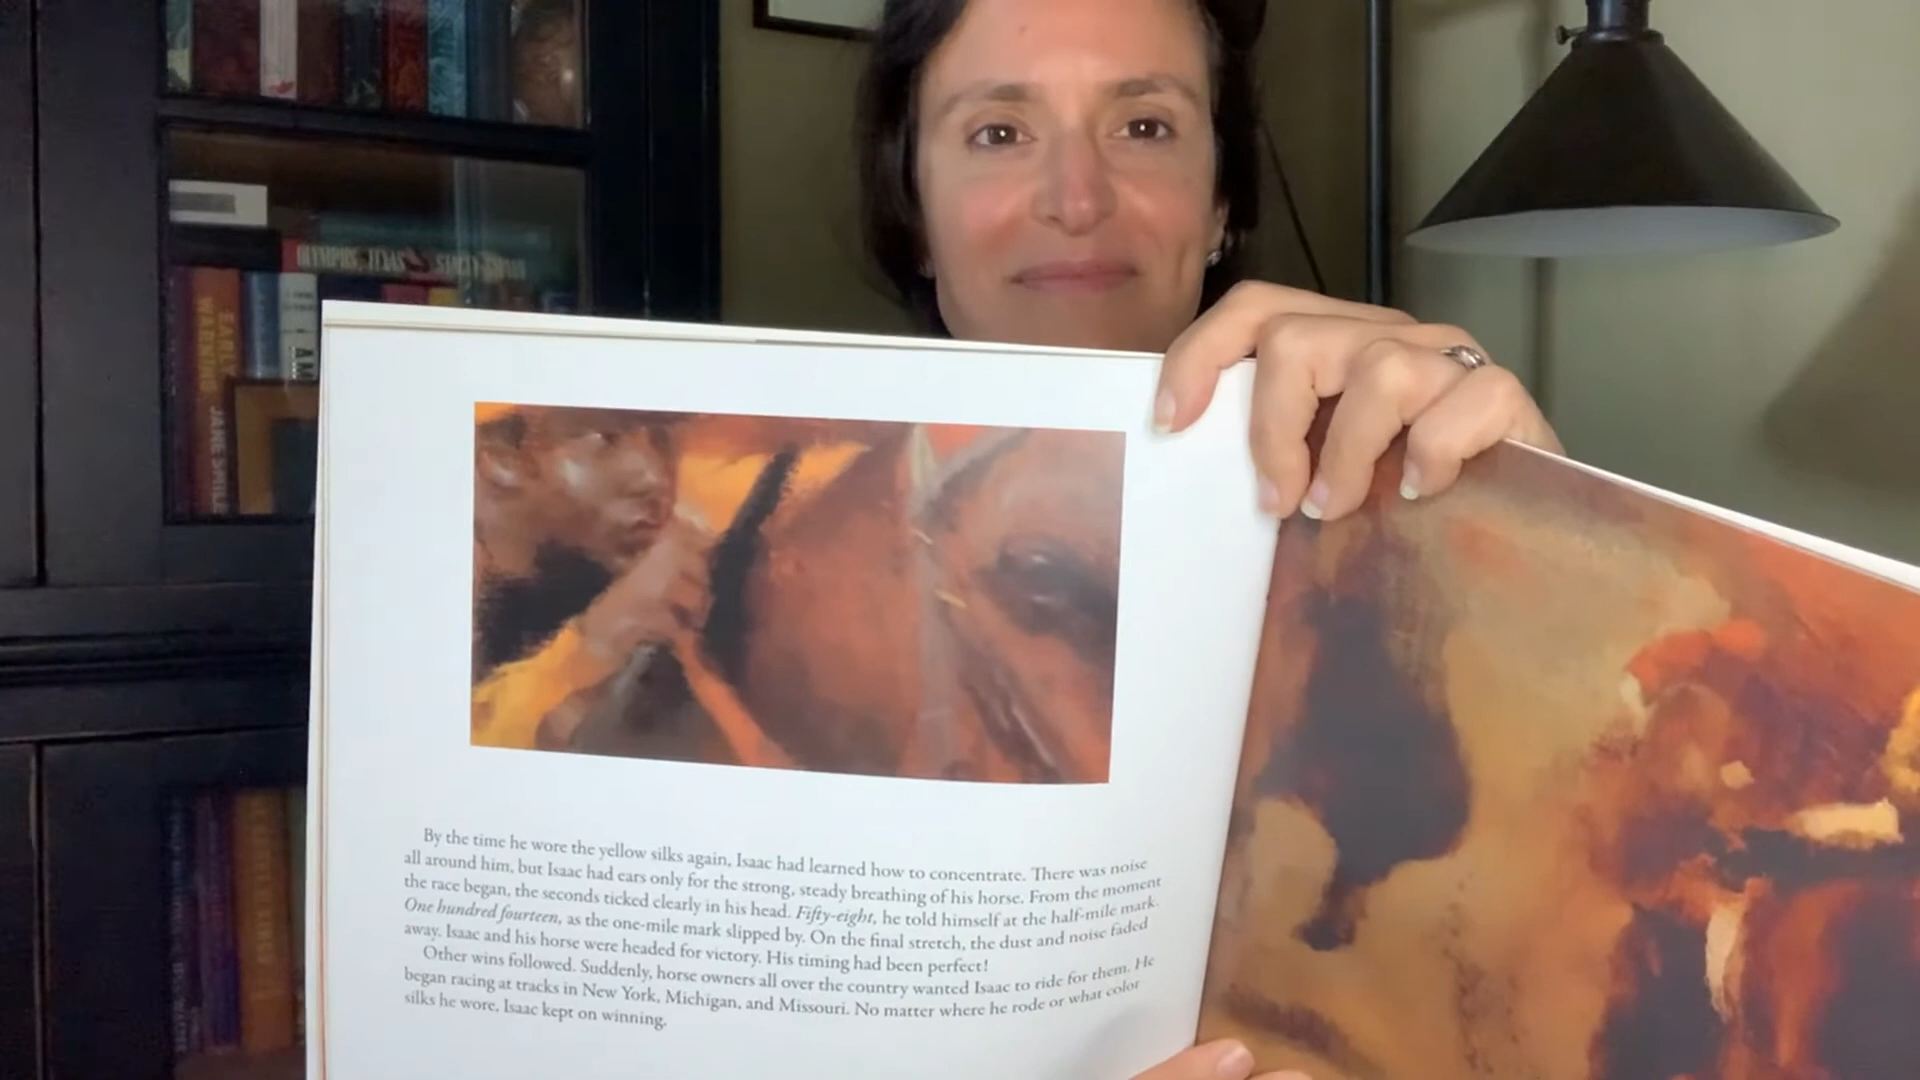 OLYMPUS, TEXAS STACEY SWANN
EARLY WARNING
JANE SMILEY
By the time he wore the yellow silks again, Isaac had learned how to concentrate. There was noise
all around him, but Isaac had ears only for the strong, steady breathing of his horse. From the moment
the race began, the seconds ticked clearly in his head. Fifty-eight, he told himself at the half-mile mark.
One hundred fourteen, as the one-mile mark slipped by. On the final stretch, the dust and noise faded
away. Isaac and his horse were headed for victory. His timing had been perfect!
Other wins followed. Suddenly, horse owners all over the country wanted Isaac to ride for them. He
began racing at tracks in New York, Michigan, and Missouri. No matter where he rode or what color
silks he wore, Isaac kept on winning.